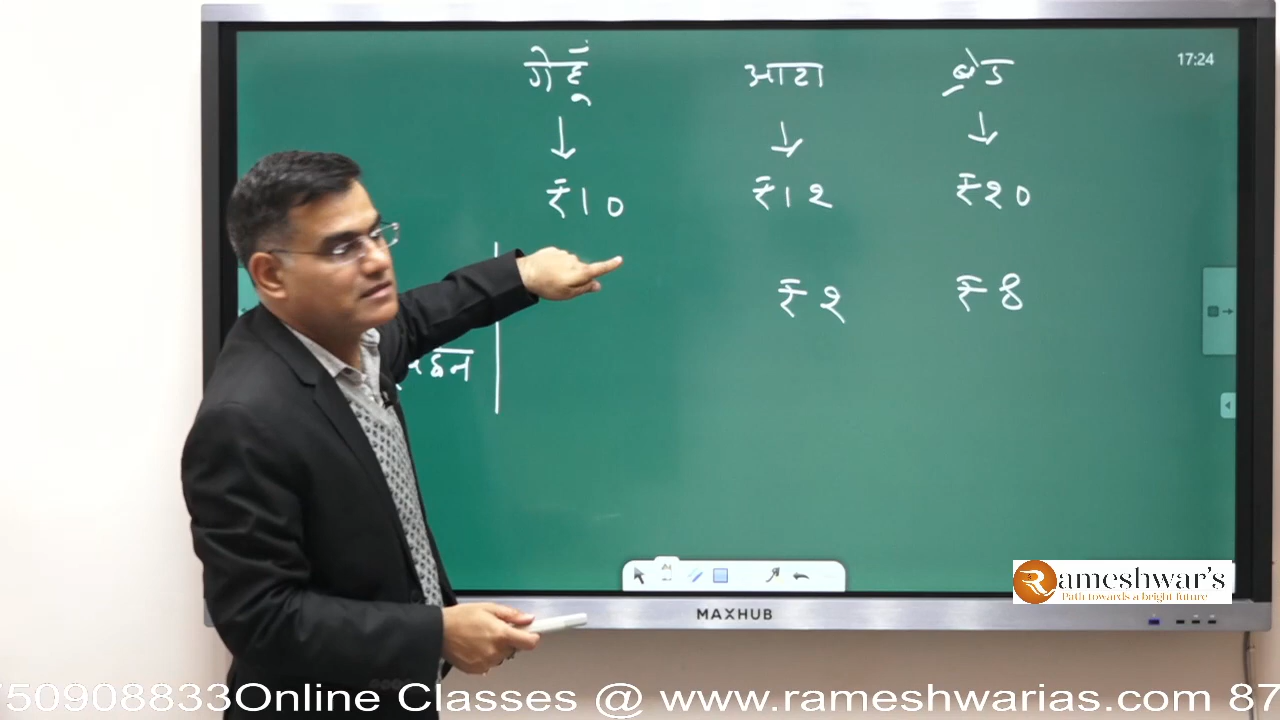 गेहूं आटा ब्रेड
17:24
↓ ↓ ↓
₹10 ₹12 ₹20
₹2 ₹8
MAXHUB
Rameshwar's
Path towards a bright future
750908833Online Classes @ www.rameshwarias.com 87